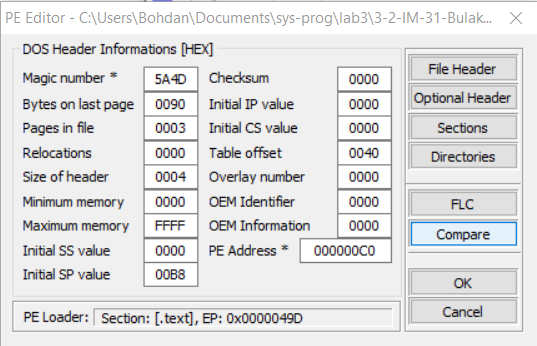 PE Editor - C:\Users\Bohdan\Documents\sys-prog\lab3\3-2-IM-31-Bulak...
DOS Header Informations [HEX]
Magic number * 5A4D Checksum 0000 File Header
Bytes on last page 0090 Initial IP value 0000 Optional Header
Pages in file 0003 Initial CS value 0000 Sections
Relocations 0000 Table offset 0040 Directories
Size of header 0004 Overlay number 0000
Minimum memory 0000 OEM Identifier 0000 FLC
Maximum memory FFFF OEM Information 0000 Compare
Initial SS value 0000 PE Address * 000000C0
Initial SP value 00B8 OK
PE Loader: Section: [.text], EP: 0x0000049D Cancel